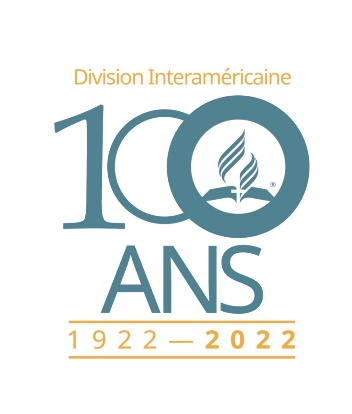 Division Interaméricaine
100
®
ANS
1922 — 2022